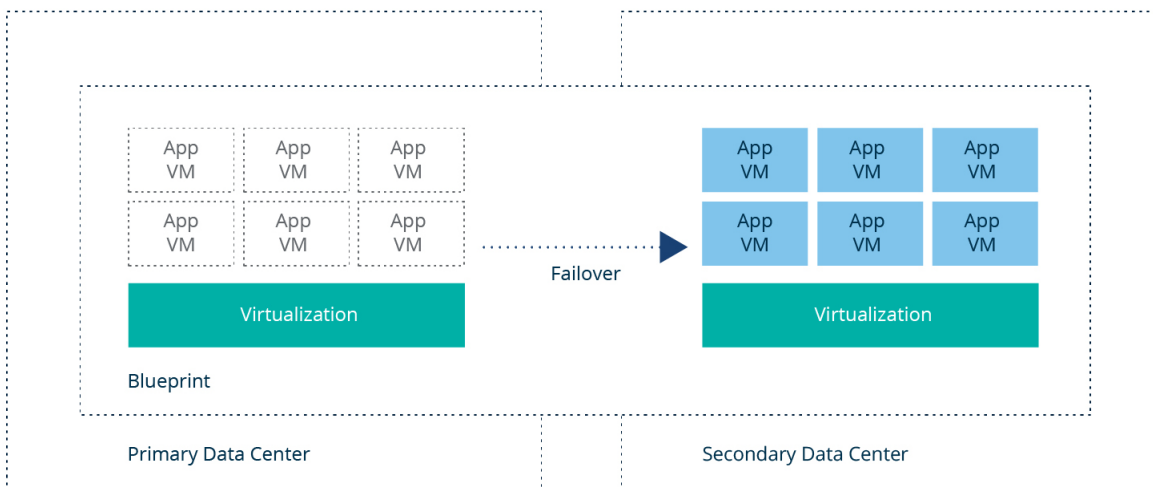 App App App
VM VM VM
App App App
VM VM VM
Virtualization
Failover
App App App
VM VM VM
App App App
VM VM VM
Virtualization
Blueprint
Primary Data Center
Secondary Data Center